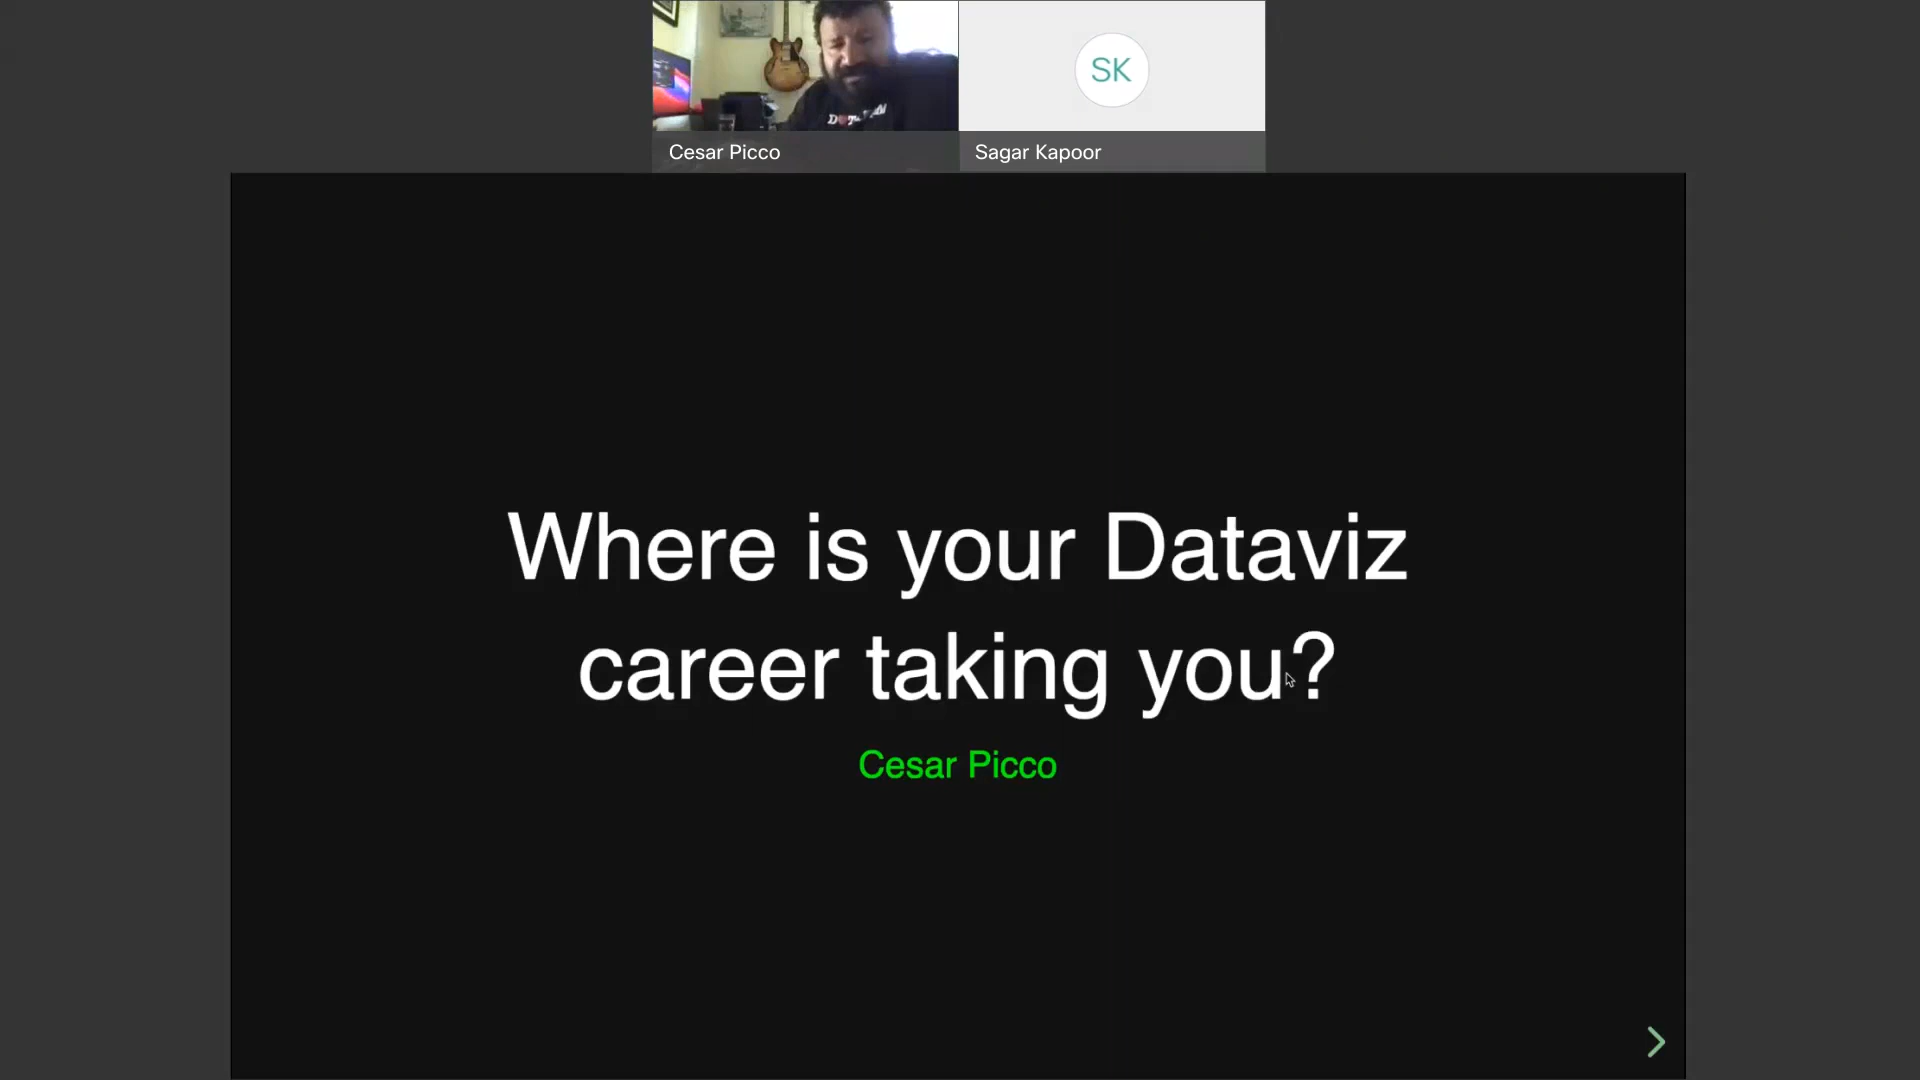 SK
Cesar Picco
Sagar Kapoor
Where is your Dataviz
career taking you?
Cesar Picco